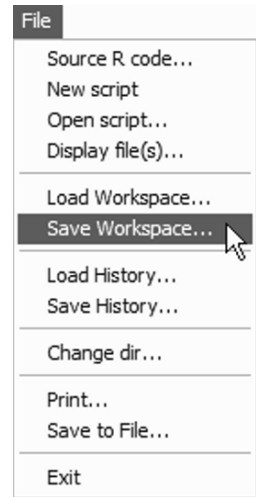 File
Source R code...
New script
Open script...
Display file(s)...
Load Workspace...
Save Workspace...
Load History...
Save History...
Change dir...
Print...
Save to File...
Exit